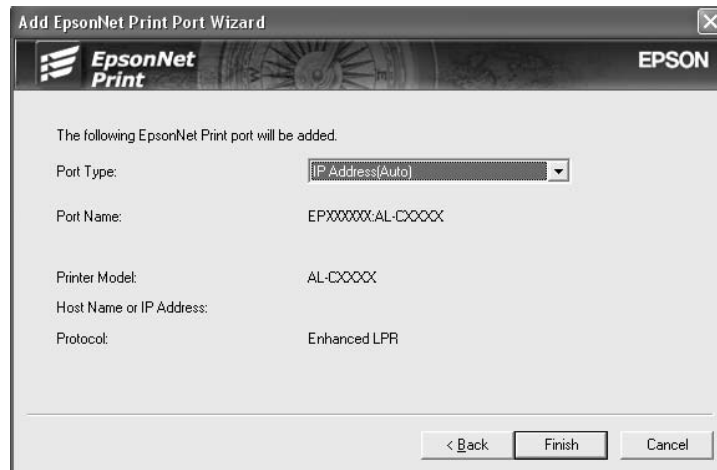 Add EpsonNet Print Port Wizard
EpsonNet
Print
EPSON
The following EpsonNet Print port will be added.
Port Type: IP Address(Auto)
Port Name: EPXXXXXX:AL-CXXXX
Printer Model: AL-CXXXX
Host Name or IP Address:
Protocol: Enhanced LPR
< Back Finish Cancel